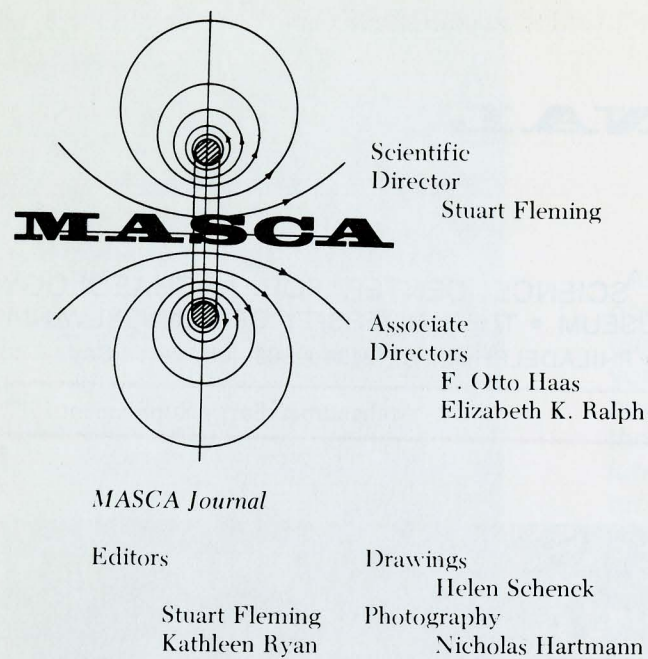 Scientific
Director
Stuart Fleming
MASCA
Associate
Directors
F. Otto Haas
Elizabeth K. Ralph
MASCA Journal
Editors
Stuart Fleming
Kathleen Ryan
Drawings
Helen Schenck
Photography
Nicholas Hartmann